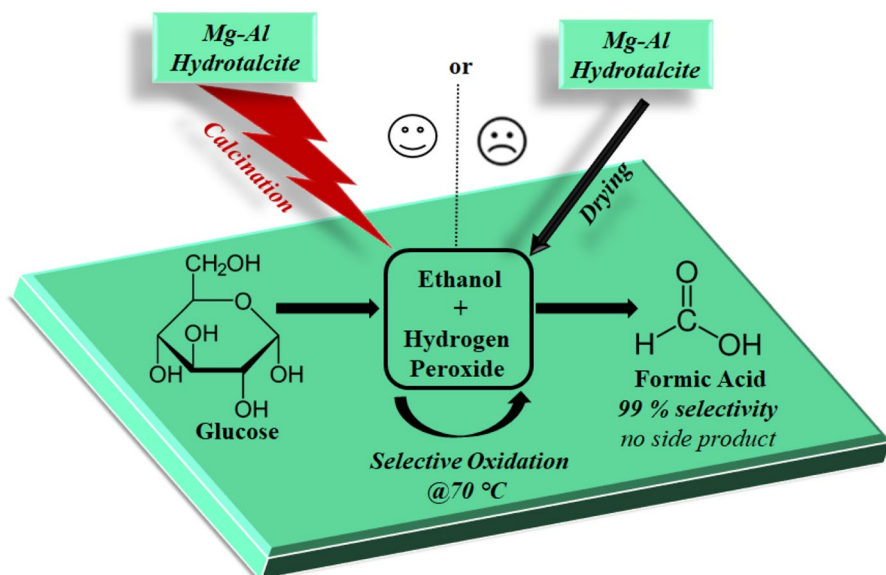 Mg-Al
Hydrotalcite
or
Mg-Al
Hydrotalcite
Calcination
Drying
CH₂OH
O
OH
OH
OH
OH
Glucose
Ethanol
+
Hydrogen
Peroxide
Selective Oxidation
@70 °C
O
H
C
OH
Formic Acid
99 % selectivity
no side product